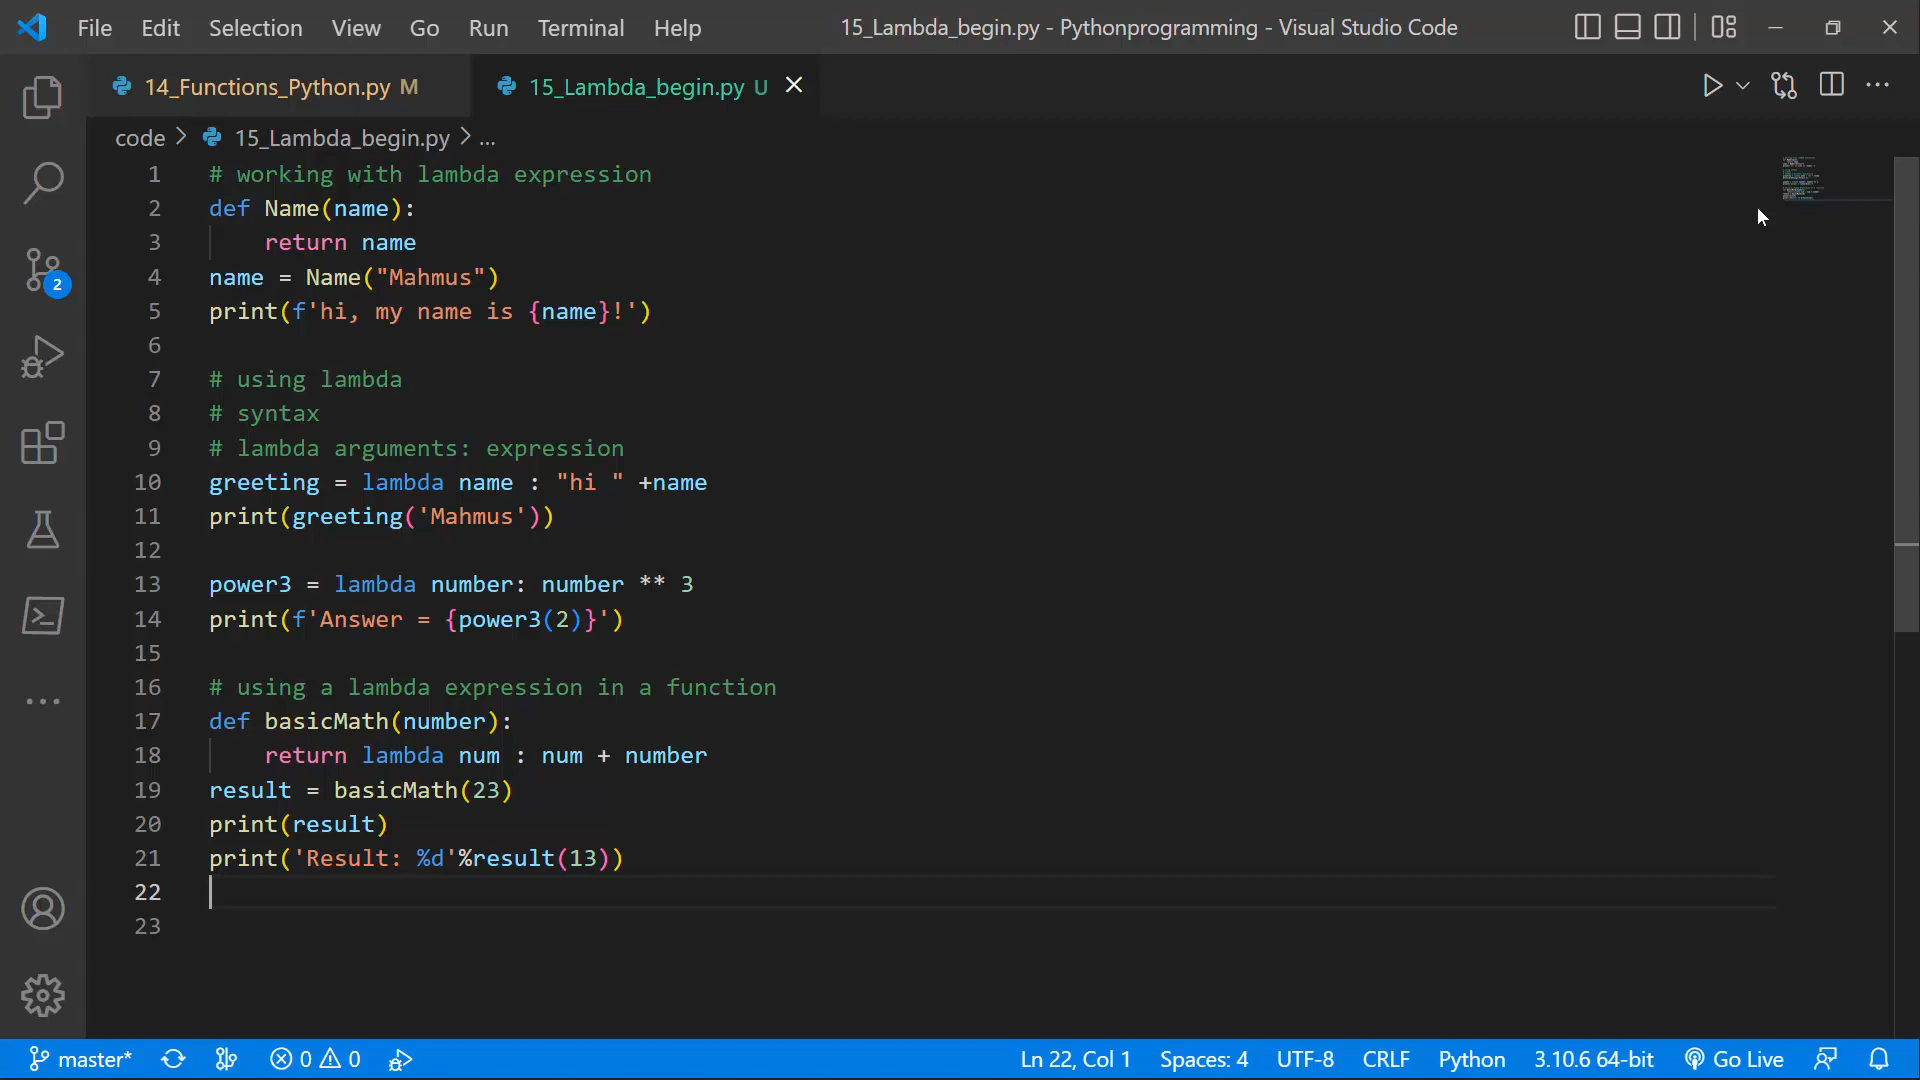 File Edit Selection View Go Run Terminal Help 15_Lambda_begin.py - Pythonprogramming - Visual Studio Code
14_Functions_Python.py M 15_Lambda_begin.py U
code > 15_Lambda_begin.py > ...
1 # working with lambda expression
2 def Name(name):
3     return name
4 name = Name("Mahmus")
5 print(f'hi, my name is {name}!')
6
7 # using lambda
8 # syntax
9 # lambda arguments: expression
10 greeting = lambda name : "hi " +name
11 print(greeting('Mahmus'))
12
13 power3 = lambda number: number ** 3
14 print(f'Answer = {power3(2)}')
15
16 # using a lambda expression in a function
17 def basicMath(number):
18     return lambda num : num + number
19 result = basicMath(23)
20 print(result)
21 print('Result: %d'%result(13))
22
23
2
master* 0 0 Ln 22, Col 1 Spaces: 4 UTF-8 CRLF Python 3.10.6 64-bit Go Live